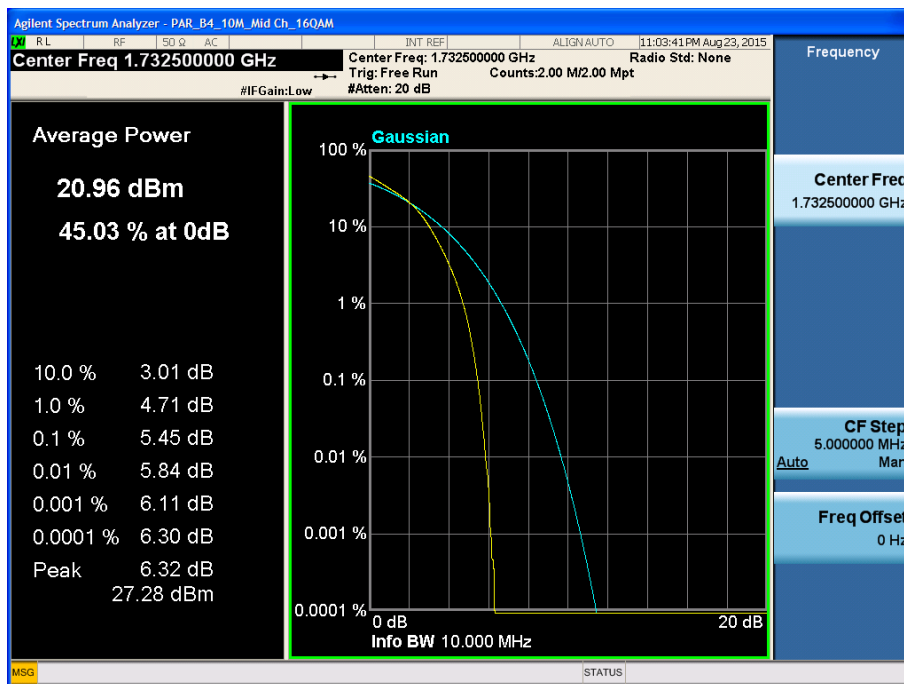 Agilent Spectrum Analyzer - PAR_B4_10M_Mid Ch_16QAM
LXI RL RF 50 Ω AC INT REF ALIGN AUTO 11:03:41 PM Aug 23, 2015
Center Freq 1.732500000 GHz
Center Freq: 1.732500000 GHz Radio Std: None
Trig: Free Run Counts:2.00 M/2.00 Mpt
#IFGain:Low #Atten: 20 dB
Frequency
Average Power
20.96 dBm
45.03 % at 0dB
10.0 % 3.01 dB
1.0 % 4.71 dB
0.1 % 5.45 dB
0.01 % 5.84 dB
0.001 % 6.11 dB
0.0001 % 6.30 dB
Peak 6.32 dB
27.28 dBm
Gaussian
100 %
10 %
1 %
0.1 %
0.01 %
0.001 %
0.0001 %
0 dB 20 dB
Info BW 10.000 MHz
Center Freq
1.732500000 GHz
CF Step
5.000000 MHz
Auto Man
Freq Offset
0 Hz
MSG STATUS